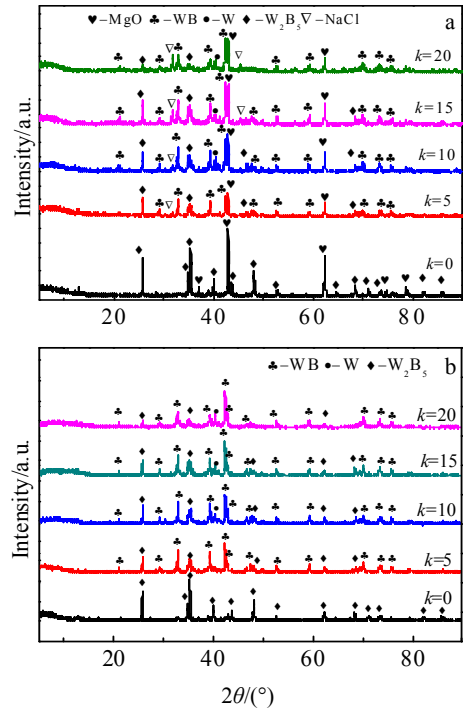 ♥–MgO ♣–WB ●–W ♦–W₂B₅ ∇–NaCl a
k=20
k=15
k=10
k=5
k=0
Intensity/a.u.
20 40 60 80
♣–WB ●–W ♦–W₂B₅ b
k=20
k=15
k=10
k=5
k=0
Intensity/a.u.
20 40 60 80
2θ/(°)